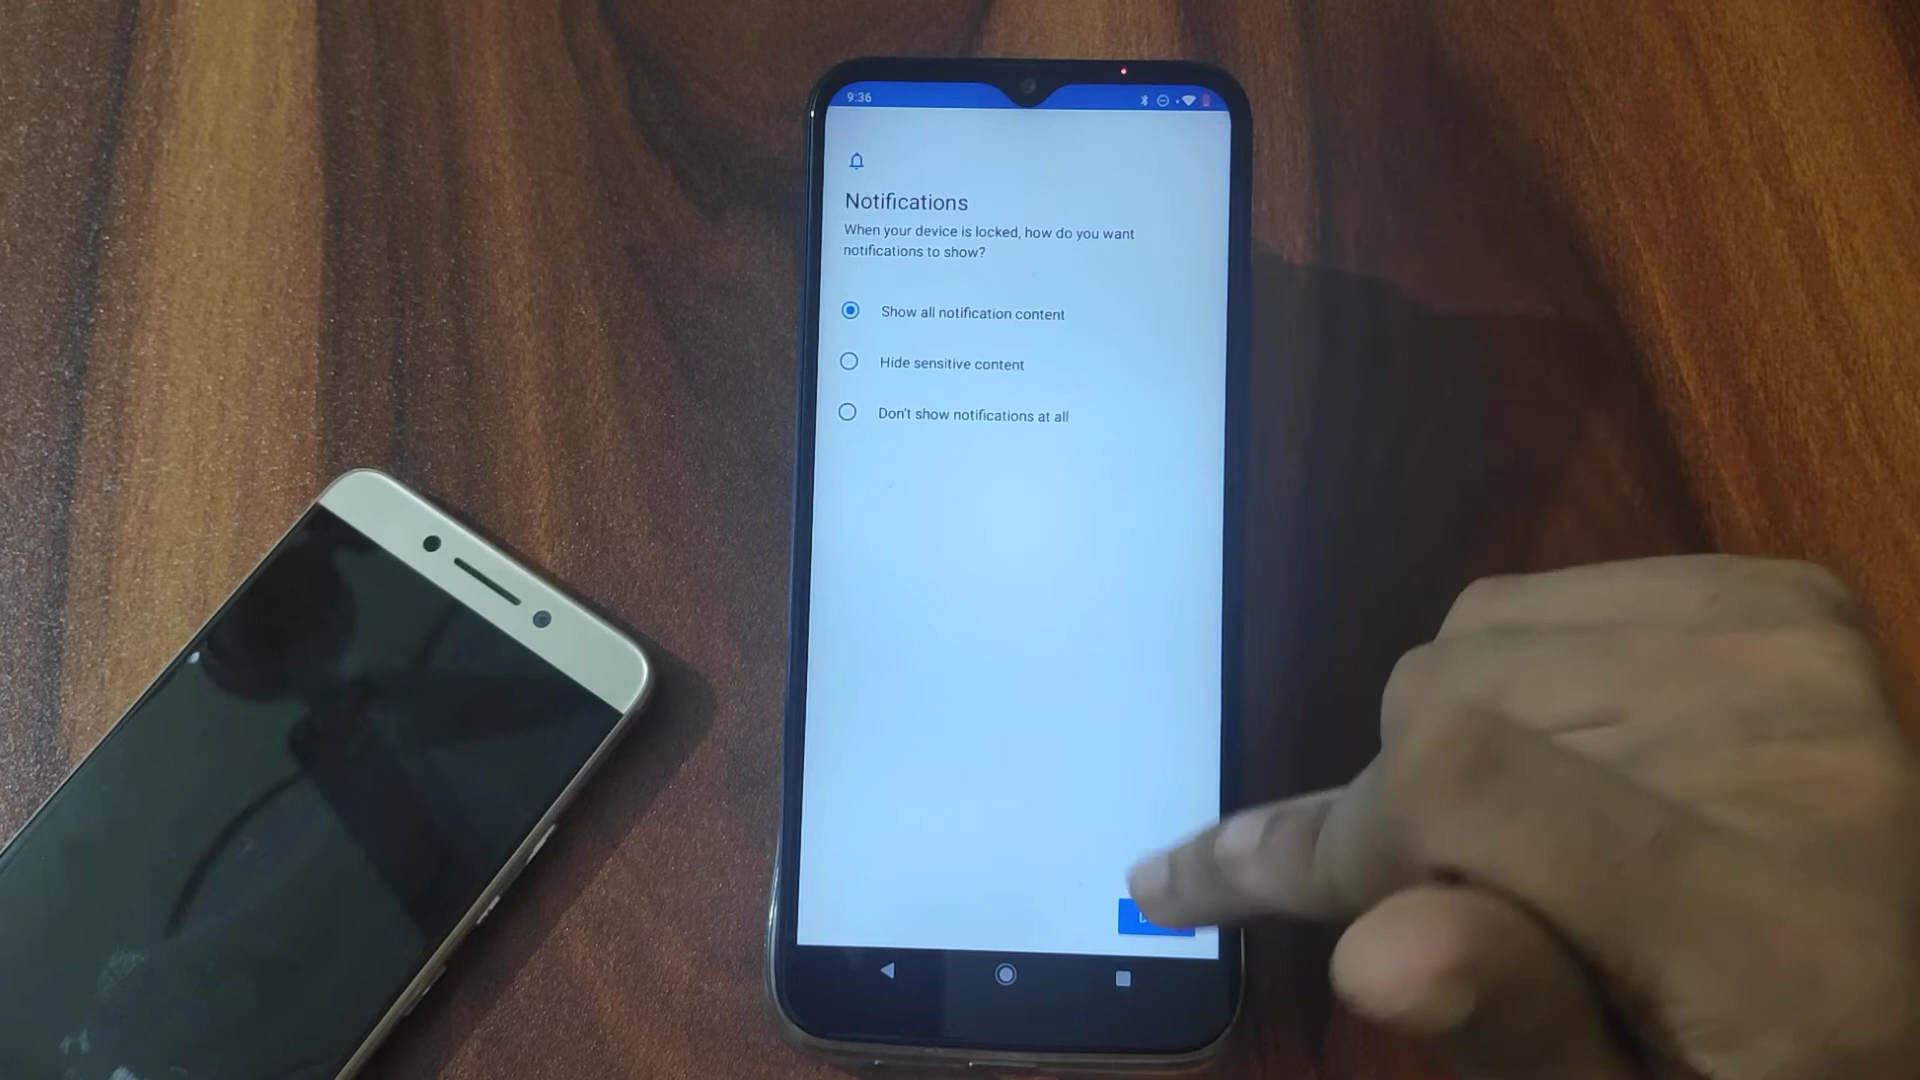 9:36
Notifications
When your device is locked, how do you want
notifications to show?
Show all notification content
Hide sensitive content
Don't show notifications at all